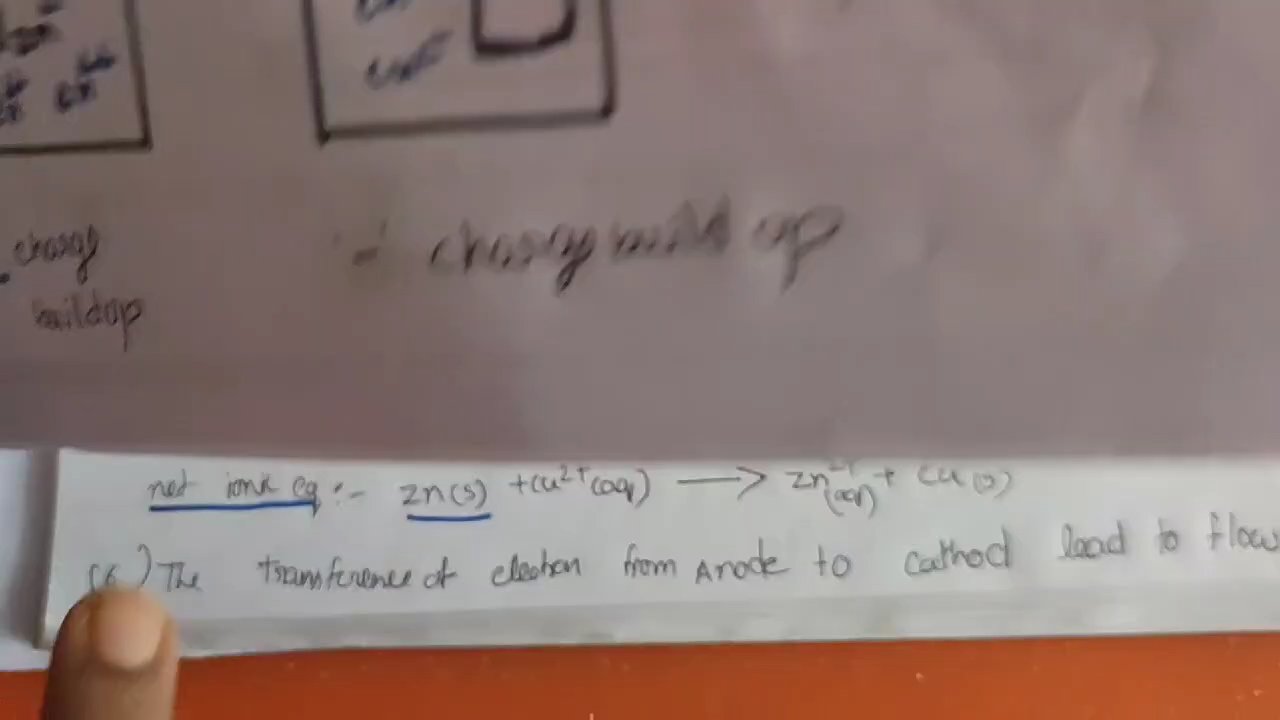 charge
buildup
:- charge build up
net ionic eq :- Zn(s) + Cu²⁺(aq) → Zn²⁺(aq) + Cu(s)
(6) The transference of electron from Anode to cathod lead to flow